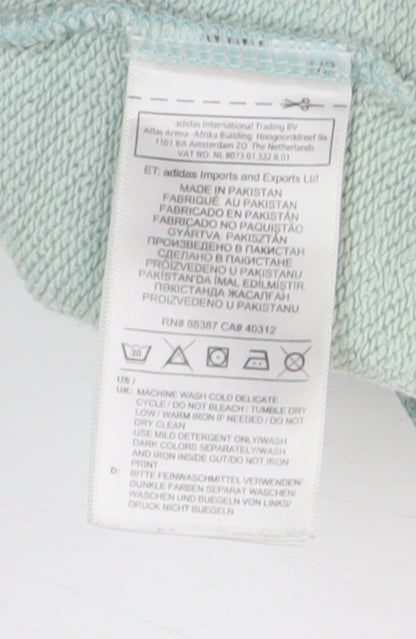 adidas International Trading BV
Atlas Arena -Afrika Building Hoogoorddreef 9a
1101 BA Amsterdam ZO The Netherlands
VAT NO. NL 8073.01.322.B.01
ET; adidas Imports and Exports Ltd
MADE IN PAKISTAN
FABRIQUÉ AU PAKISTAN
FABRICADO EN PAKISTÁN
FABRICADO NO PAQUISTÃO
GYÁRTVA: PAKISZTÁN
ПРОИЗВЕДЕНО В ПАКИСТАН
СДЕЛАНО В ПАКИСТАНЕ
PROIZVEDENO U PAKISTANU
PAKİSTAN'DA İMAL EDİLMİŞTİR
ПӘКІСТАНДА ЖАСАЛҒАН
PROIZVEDENO U PAKISTANU
RN# 88387 CA# 40312
30
US /
UK: MACHINE WASH COLD DELICATE
CYCLE / DO NOT BLEACH / TUMBLE DRY
LOW / WARM IRON IF NEEDED / DO NOT
DRY CLEAN
USE MILD DETERGENT ONLY/WASH
DARK COLORS SEPARATELY/WASH
AND IRON INSIDE OUT/DO NOT IRON
PRINT
D: BITTE FEINWASCHMITTEL VERWENDEN/
DUNKLE FARBEN SEPARAT WASCHEN/
WASCHEN UND BUEGELN VON LINKS/
DRUCK NICHT BUEGELN